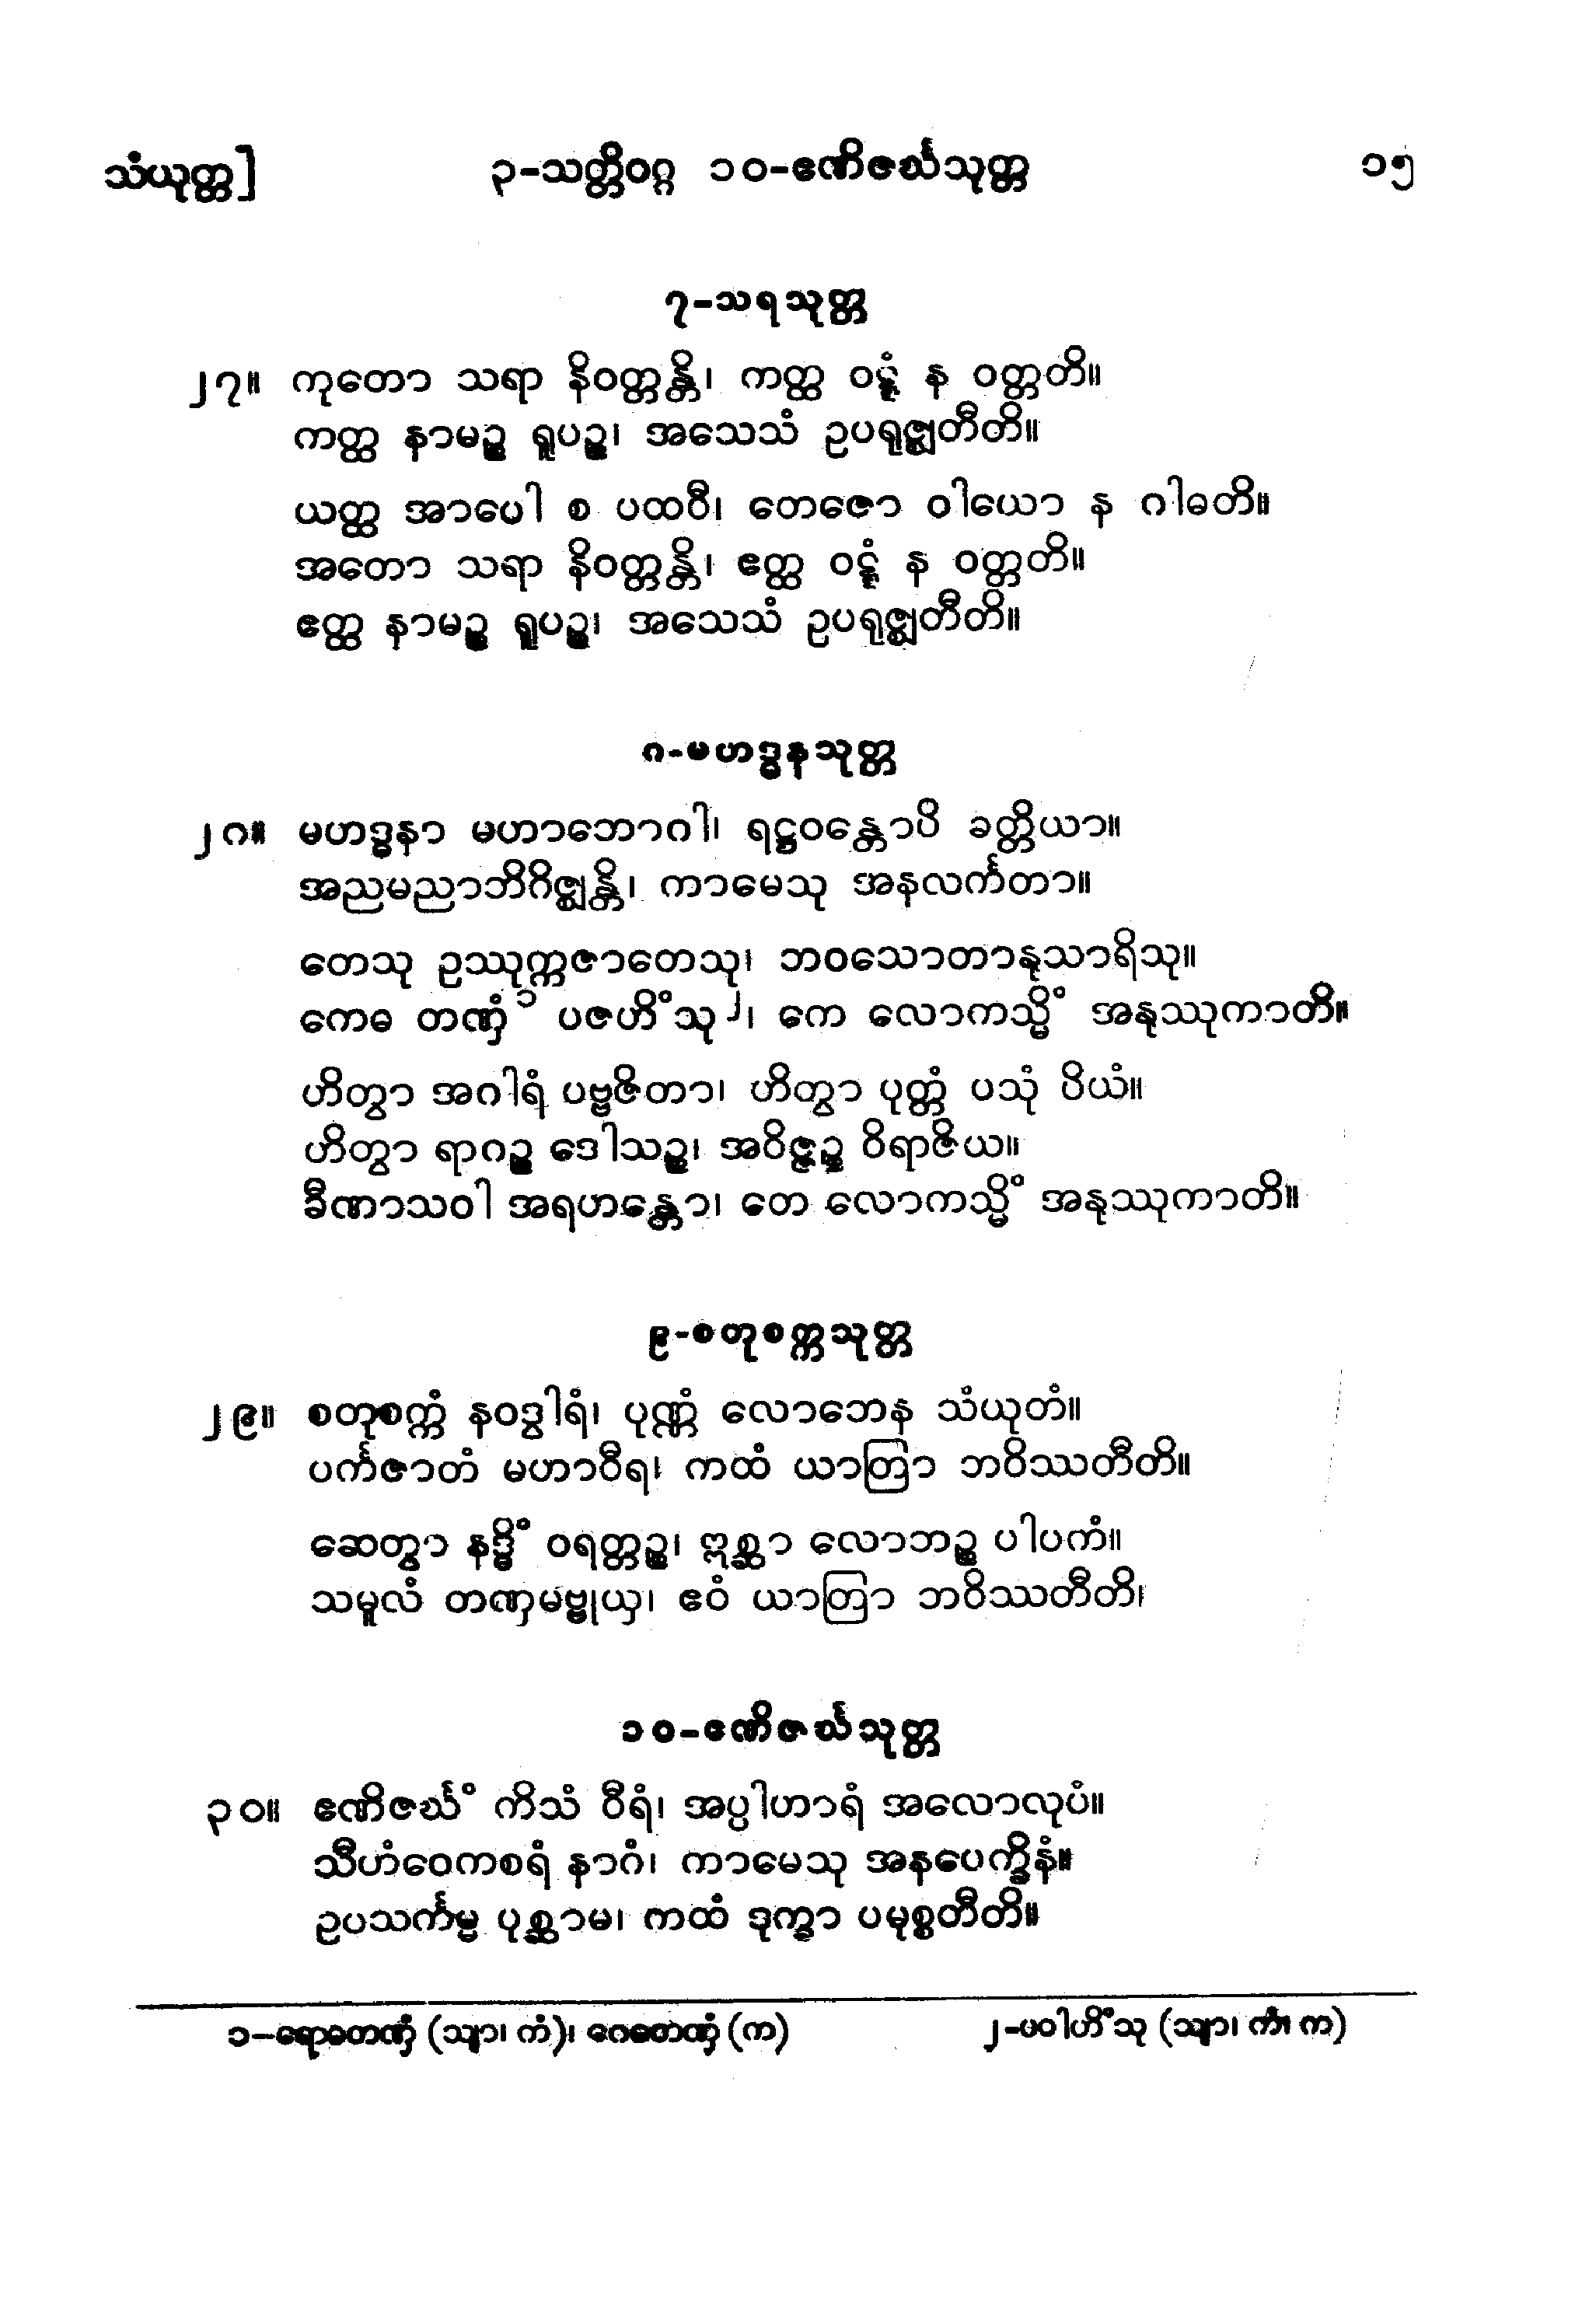 သံယုတ္တ] ၃-သတ္တိဝဂ္ဂ ၁၀-ဧဏိဇင်္ဃသုတ္တ ၁၅
၇-သရသုတ္တ
၂၇။ ကုတော သရာ နိဝတ္တန္တိ၊ ကတ္ထ ဝဋ္ဋံ န ဝတ္တတိ။
ကတ္ထ နာမဉ္စ ရူပဉ္စ၊ အသေသံ ဥပရုဇ္ဈတီတိ။
ယတ္ထ အာပေါ စ ပထဝီ၊ တေဇော ဝါယော န ဂါဓတိ။
အတော သရာ နိဝတ္တန္တိ၊ ဧတ္ထ ဝဋ္ဋံ န ဝတ္တတိ။
ဧတ္ထ နာမဉ္စ ရူပဉ္စ၊ အသေသံ ဥပရုဇ္ဈတီတိ။
၈-မဟဒ္ဓနသုတ္တ
၂၈။ မဟဒ္ဓနာ မဟာဘောဂါ၊ ရဋ္ဌဝန္တောပိ ခတ္တိယာ။
အညမညာဘိဂိဇ္ဈန္တိ၊ ကာမေသု အနလင်္ကတာ။
တေသု ဥဿုက္ကဇာတေသု၊ ဘဝသောတာနုသာရိသု။
ကေဓ တဏှံ ၁ ပဇဟိံသု ၂၊ ကေ လောကသ္မိံ အနုဿုကာတိ။
ဟိတွာ အဂါရံ ပဗ္ဗဇိတာ၊ ဟိတွာ ပုတ္တံ ပသုံ ပိယံ။
ဟိတွာ ရာဂဉ္စ ဒေါသဉ္စ၊ အဝိဇ္ဇဉ္စ ဝိရာဇိယ။
ခီဏာသဝါ အရဟန္တော၊ တေ လောကသ္မိံ အနုဿုကာတိ။
၉-စတုစက္ကသုတ္တ
၂၉။ စတုစက္ကံ နဝဒွါရံ၊ ပုဏ္ဏံ လောဘေန သံယုတံ။
ပင်္ကဇာတံ မဟာဝီရ၊ ကထံ ယာတြာ ဘဝိဿတီတိ။
ဆေတွာ နဒ္ဓိံ ဝရတ္တဉ္စ၊ ဣစ္ဆာ လောဘဉ္စ ပါပကံ။
သမူလံ တဏှမဗ္ဗုယှ၊ ဧဝံ ယာတြာ ဘဝိဿတီတိ၊
၁၀-ဧဏိဇင်္ဃသုတ္တ
၃၀။ ဧဏိဇင်္ဃံ ကိသံ ဝီရံ၊ အပ္ပါဟာရံ အလောလုပံ။
သီဟံဝေကစရံ နာဂံ၊ ကာမေသု အနပေက္ခိနံ။
ဥပသင်္ကမ္မ ပုစ္ဆာမ၊ ကထံ ဒုက္ခာ ပမုစ္စတီတိ။
၁-ရောဓတဏှံ (သျာ၊ ကံ)၊ ဂေဓတဏှံ (က) ၂-ပဝါဟိံသု (သျာ၊ ကံ၊ က)